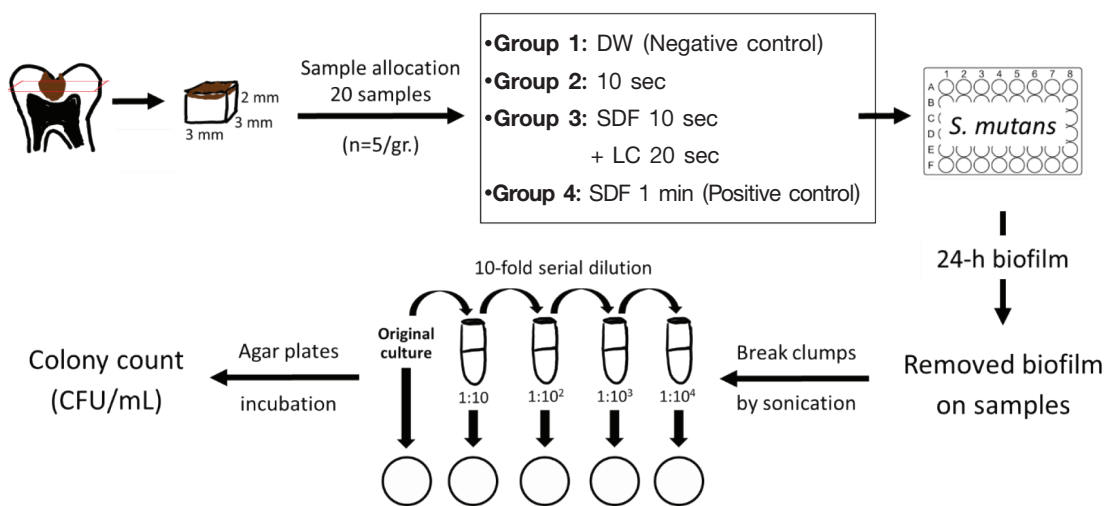 Sample allocation
20 samples
(n=5/gr.)
2 mm
3 mm
3 mm
•Group 1: DW (Negative control)
•Group 2: 10 sec
•Group 3: SDF 10 sec
+ LC 20 sec
•Group 4: SDF 1 min (Positive control)
1 2 3 4 5 6 7 8
A
B
C
D
E
F
S. mutans
24-h biofilm
Removed biofilm
on samples
Break clumps
by sonication
10-fold serial dilution
Original
culture
1:10 1:10² 1:10³ 1:10⁴
Agar plates
incubation
Colony count
(CFU/mL)